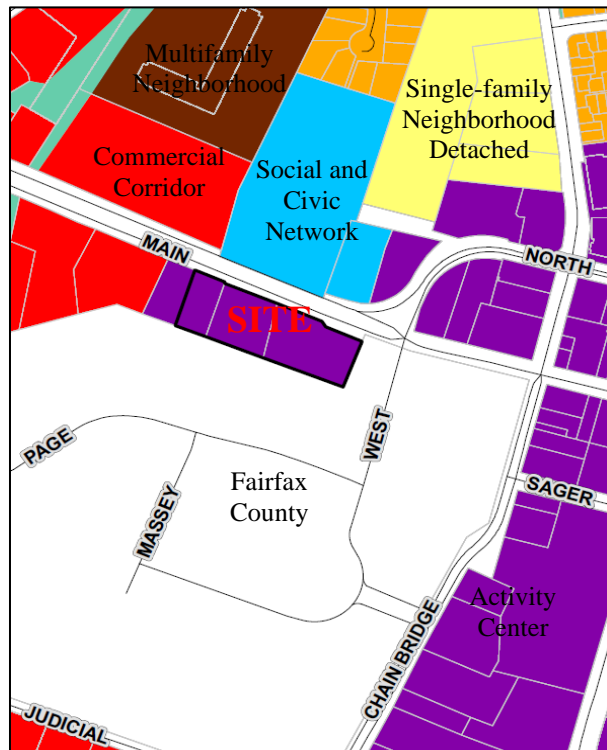 Multifamily
Neighborhood
Single-family
Neighborhood
Detached
Commercial
Corridor
Social and
Civic
Network
MAIN
NORTH
SITE
WEST
PAGE
MASSEY
Fairfax
County
SAGER
CHAIN BRIDGE
Activity
Center
JUDICIAL